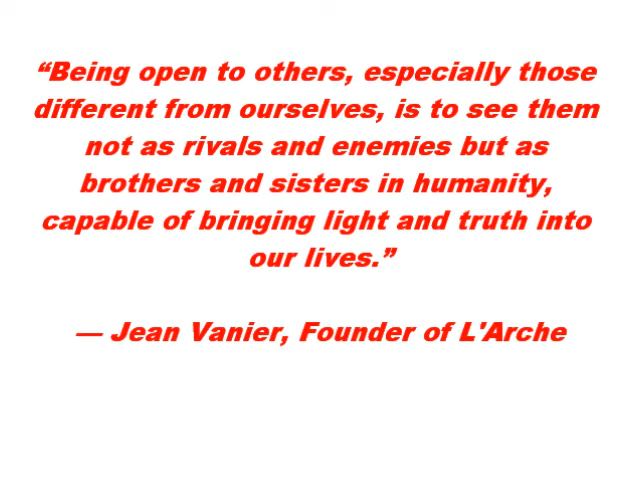 “Being open to others, especially those
different from ourselves, is to see them
not as rivals and enemies but as
brothers and sisters in humanity,
capable of bringing light and truth into
our lives.”
— Jean Vanier, Founder of L'Arche